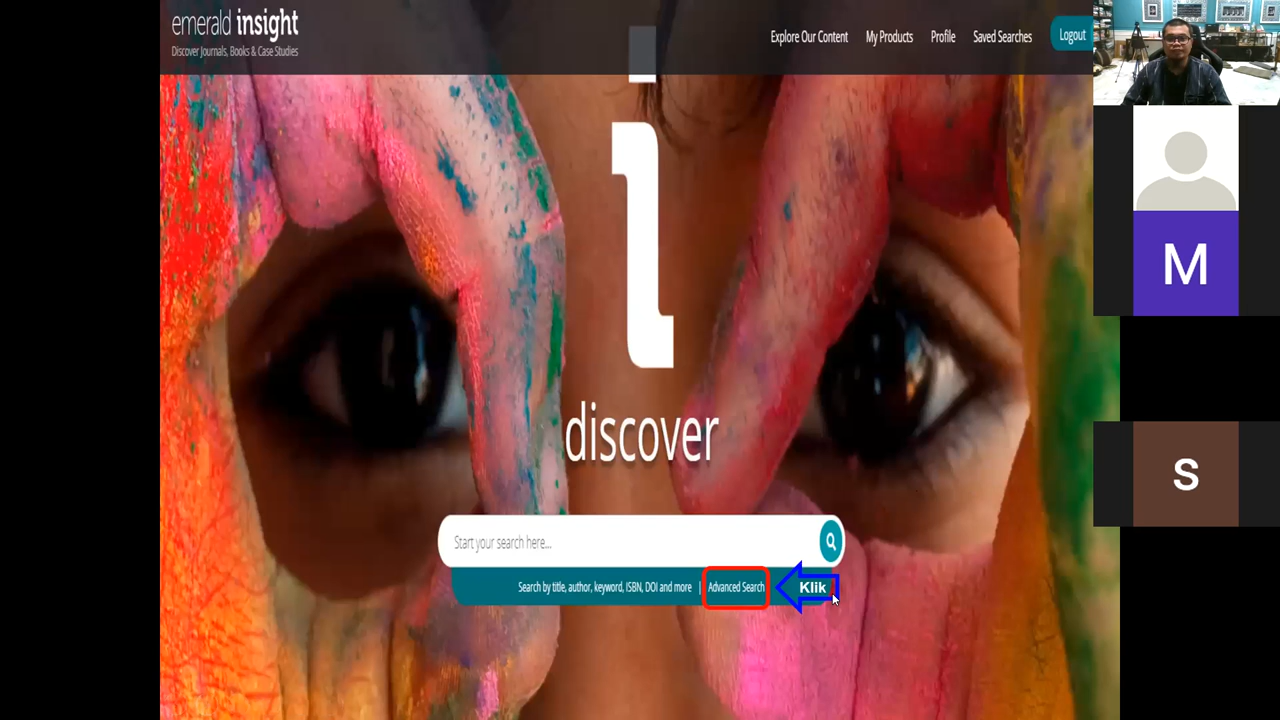 emerald insight
Discover Journals, Books & Case Studies
Explore Our Content
My Products
Profile
Saved Searches
Logout
i
discover
Start your search here...
Search by title, author, keyword, ISBN, DOI and more | Advanced Search
Klik
M
S